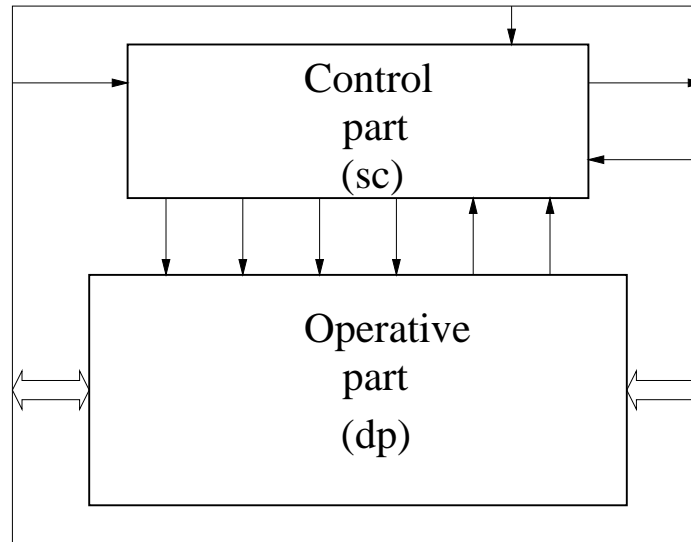 Control
part
(sc)
Operative
part
(dp)